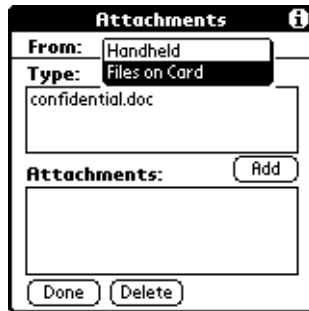 Attachments i
From: Handheld
Type: Files on Card
confidential.doc
Add
Attachments:
Done Delete